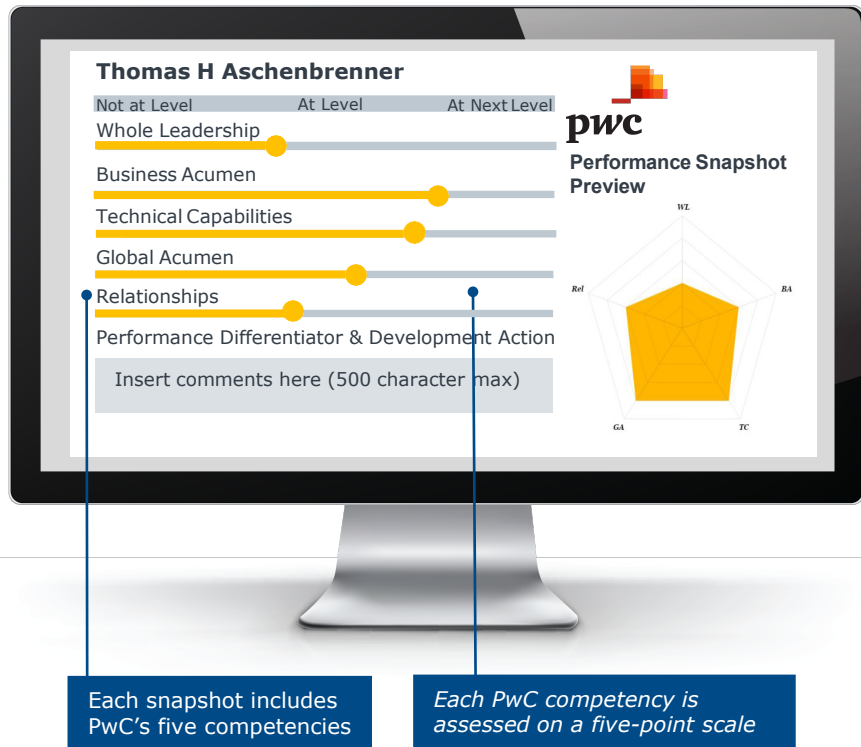 Thomas H Aschenbrenner
Not at Level At Level At Next Level
Whole Leadership
Business Acumen
Technical Capabilities
Global Acumen
Relationships
Performance Differentiator & Development Action
Insert comments here (500 character max)
pwc
Performance Snapshot
Preview
WL
Rel
BA
GA
TC
Each snapshot includes
PwC's five competencies
Each PwC competency is
assessed on a five-point scale